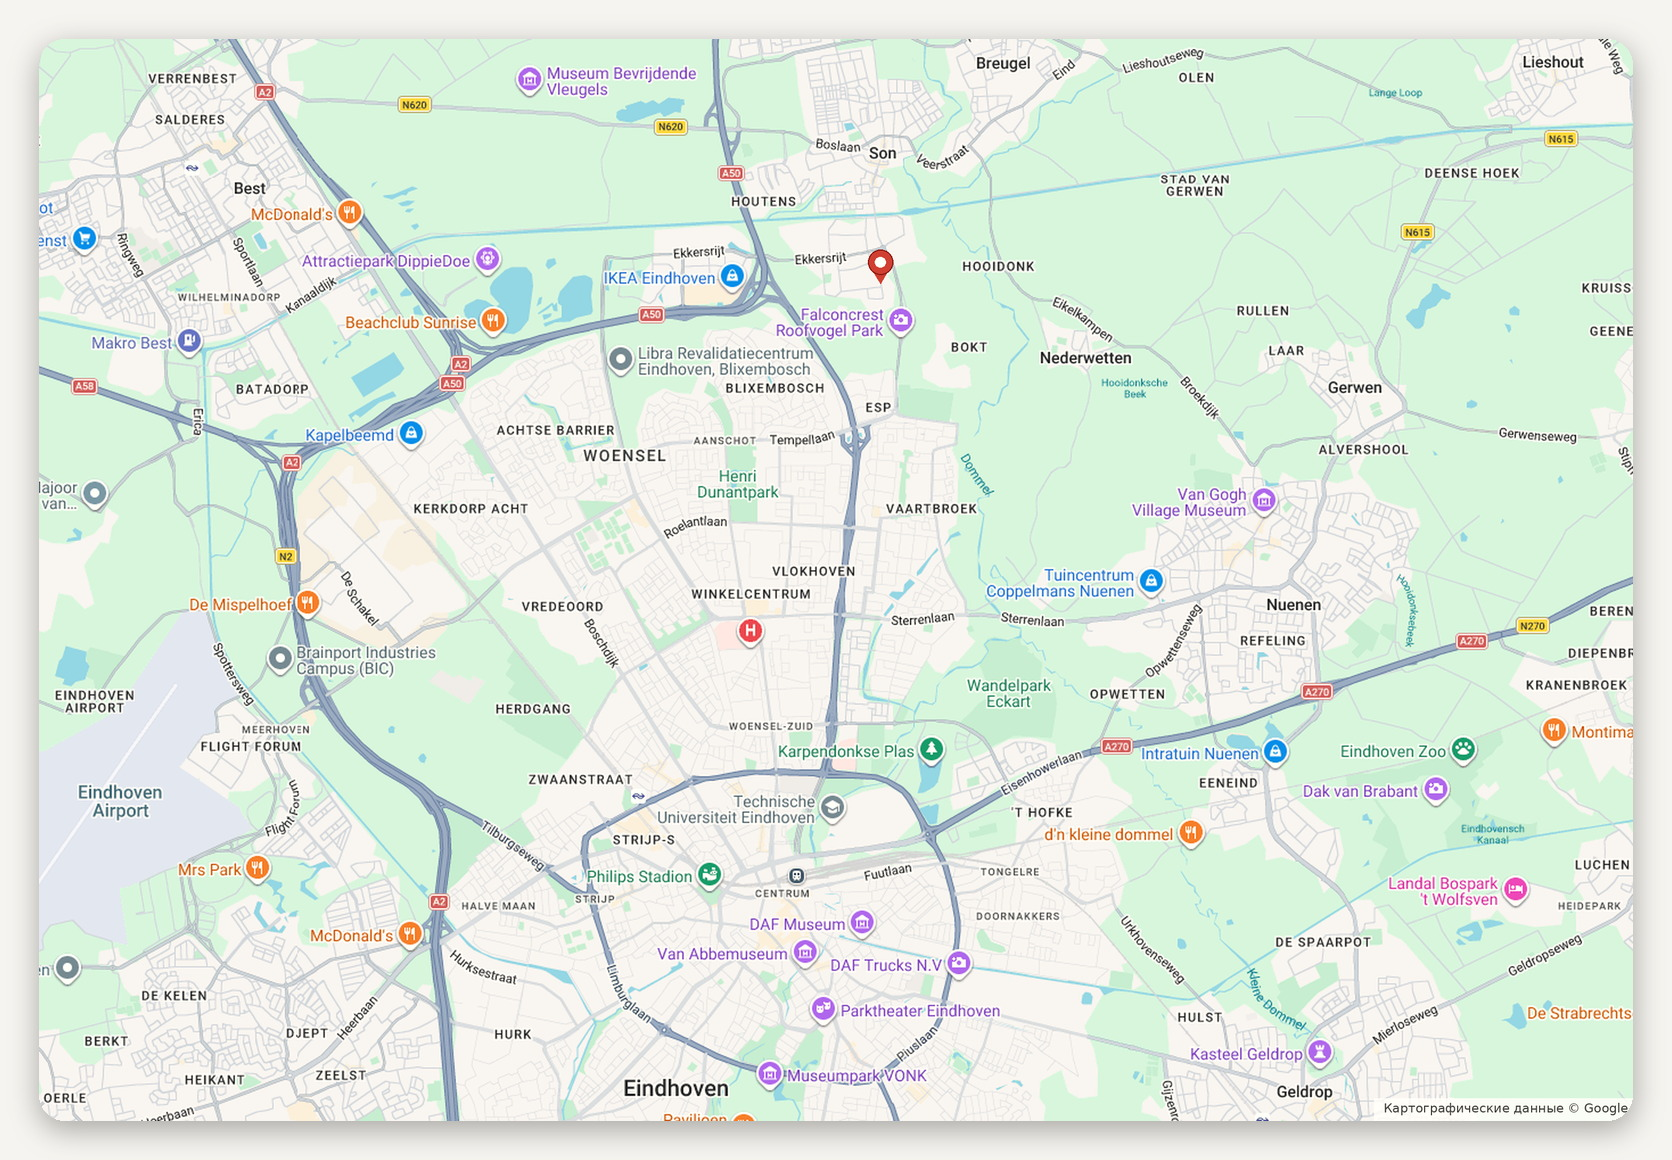 VERRENBEST
SALDERES
A2
N620
Museum Bevrijdende
Vleugels
N620
A50
Boslaan
Son
Veerstraat
Breugel
Eind
Lieshoutseweg
OLEN
Lange Loop
Lieshout
N615
DEENSE HOEK
STAD VAN
GERWEN
N615
HOUTENS
Best
McDonald's
enst
Ringweg
Sportlaan
Kanaaldijk
WILHELMINADORP
Attractiepark DippieDoe
Ekkersrijt
IKEA Eindhoven
Ekkersrijt
HOOIDONK
Eikelkampen
RULLEN
LAAR
Gerwen
Makro Best
Beachclub Sunrise
A50
Falconcrest
Roofvogel Park
BOKT
Nederwetten
Hooidonksche
Beek
Broekdijk
A58
BATADORP
A2
A50
Erica
Libra Revalidatiecentrum
Eindhoven, Blixembosch
BLIXEMBOSCH
ESP
Kapelbeemd
A2
ACHTSE BARRIER
WOENSEL
AANSCHOT
Tempellaan
Henri
Dunantpark
Dommel
Gerwenseweg
ALVERSHOOL
KERKDORP ACHT
Roelantlaan
VAARTBROEK
Van Gogh
Village Museum
N2
De Schakel
De Mispelhoef
VREDEOORD
Boschdijk
VLOKHOVEN
WINKELCENTRUM
H
Sterrenlaan
Sterrenlaan
Tuincentrum
Coppelmans Nuenen
Nuenen
REFELING
Hooidonksebeek
Opwettenseweg
OPWETTEN
A270
N270
A270
KRANENBROEK
Brainport Industries
Campus (BIC)
Spottersweg
EINDHOVEN
AIRPORT
MEERHOVEN
FLIGHT FORUM
HERDGANG
WOENSEL-ZUID
Wandelpark
Eckart
Karpendonkse Plas
A270
Eisenhowerlaan
Intratuin Nuenen
EENEIND
Eindhoven Zoo
Dak van Brabant
Eindhoven
Airport
Flight Forum
ZWAANSTRAAT
Technische
Universiteit Eindhoven
'T HOFKE
d'n kleine dommel
Eindhovensch
Kanaal
LUCHEN
Tilburgseweg
STRIJP-S
Mrs Park
Philips Stadion
CENTRUM
Fuutlaan
TONGELRE
Landal Bospark
't Wolfsven
HEIDEPARK
A2
HALVE MAAN
STRIJP
DAF Museum
DOORNAKKERS
Urkhovenseweg
DE SPAARPOT
Geldropseweg
McDonald's
Hurksestraat
Van Abbemuseum
DAF Trucks N.V
Limburglaan
Kleine Dommel
DE KELEN
Heerbaan
DJEPT
BERKT
HURK
Parktheater Eindhoven
Piuslaan
HULST
Mierloseweg
De Strabrechts
Kasteel Geldrop
HEIKANT
ZEELST
Eindhoven
Museumpark VONK
Geldrop
OERLE
Картографические данные © Google